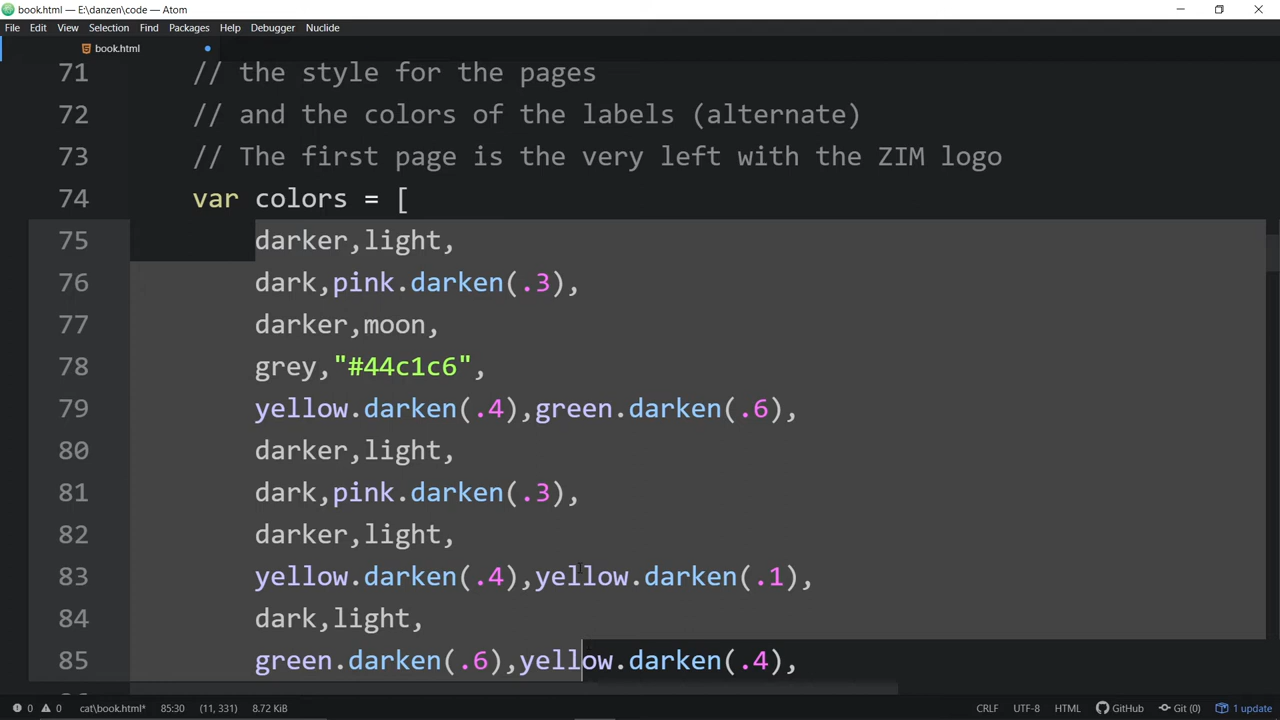 book.html — E:\danzen\code — Atom
File Edit View Selection Find Packages Help Debugger Nuclide
book.html
71 // the style for the pages
72 // and the colors of the labels (alternate)
73 // The first page is the very left with the ZIM logo
74 var colors = [
75 darker,light,
76 dark,pink.darken(.3),
77 darker,moon,
78 grey,"#44c1c6",
79 yellow.darken(.4),green.darken(.6),
80 darker,light,
81 dark,pink.darken(.3),
82 darker,light,
83 yellow.darken(.4),yellow.darken(.1),
84 dark,light,
85 green.darken(.6),yellow.darken(.4),
0 0 cat\book.html* 85:30 (11, 331) 8.72 KiB CRLF UTF-8 HTML GitHub Git (0) 1 update